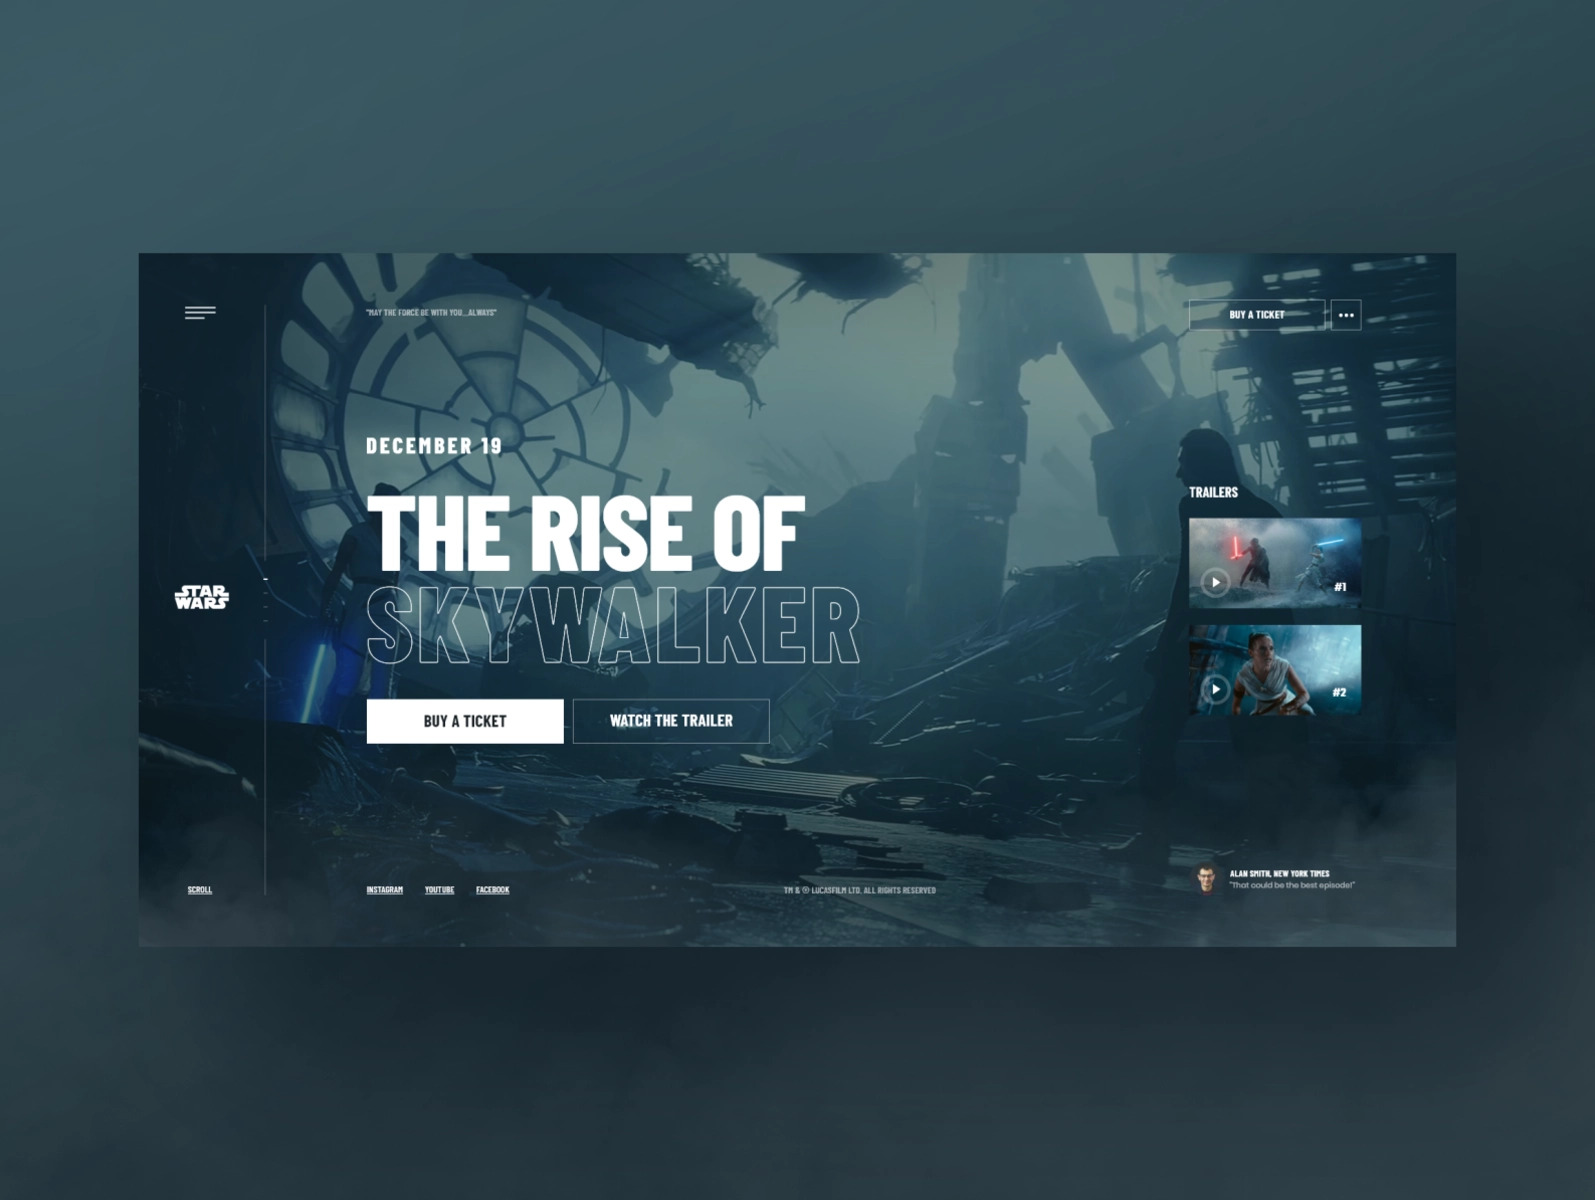 "MAY THE FORCE BE WITH YOU...ALWAYS"
BUY A TICKET
DECEMBER 19
THE RISE OF
SKYWALKER
BUY A TICKET
WATCH THE TRAILER
STAR
WARS
TRAILERS
#1
#2
SCROLL
INSTAGRAM YOUTUBE FACEBOOK
TM & © LUCASFILM LTD. ALL RIGHTS RESERVED
ALAN SMITH, NEW YORK TIMES
"That could be the best episode!"